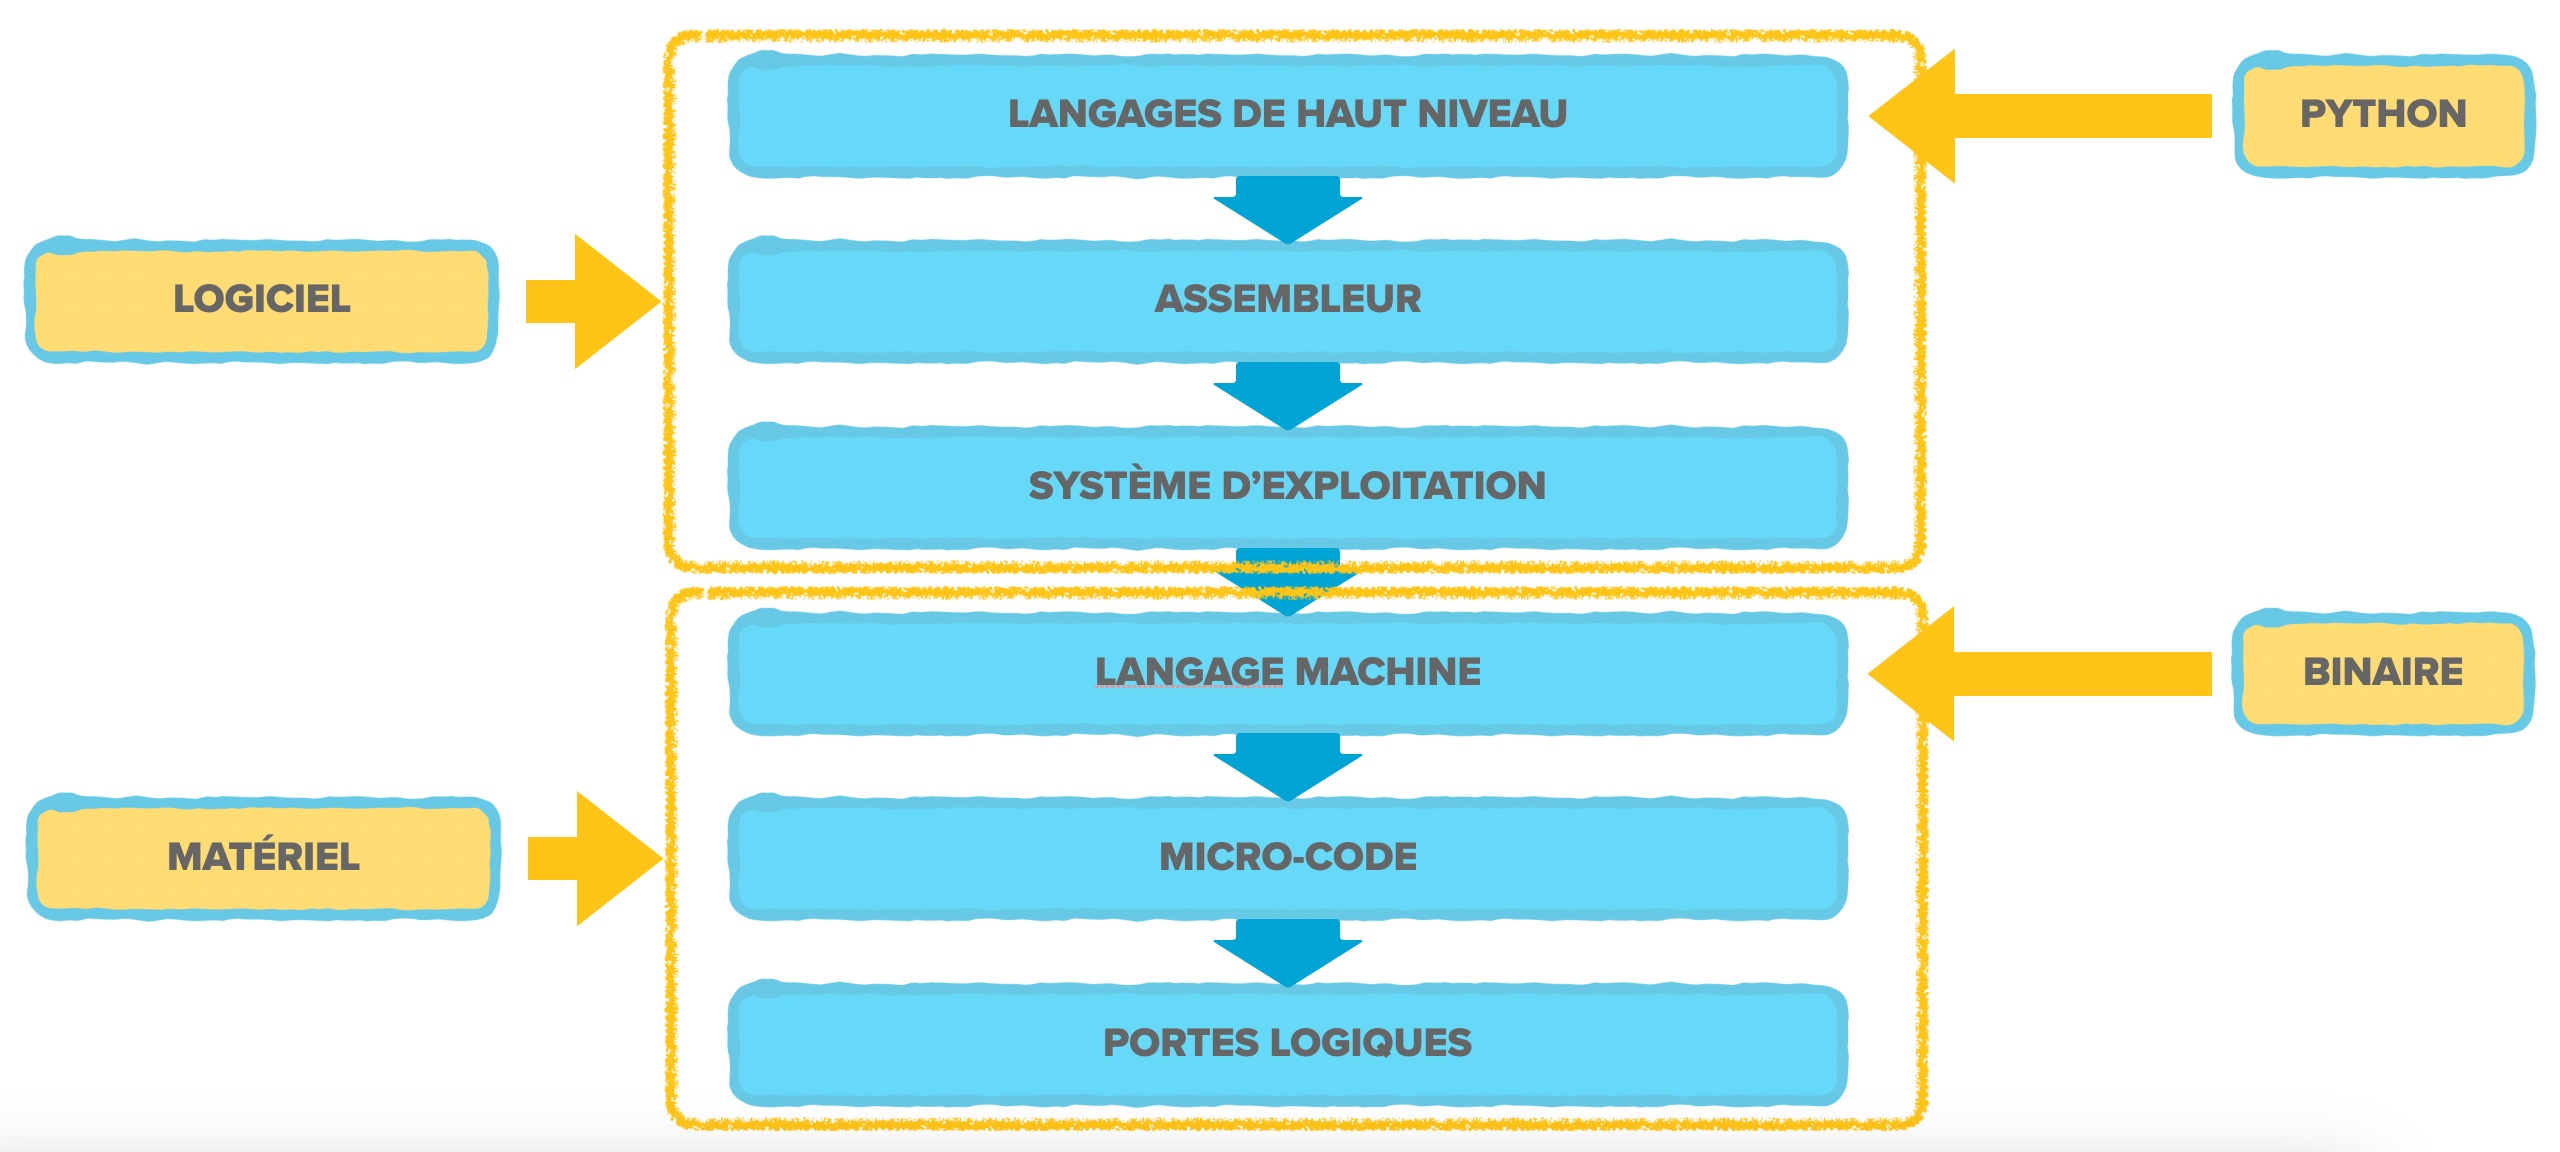 LANGAGES DE HAUT NIVEAU
PYTHON
LOGICIEL
ASSEMBLEUR
SYSTÈME D’EXPLOITATION
LANGAGE MACHINE
BINAIRE
MATÉRIEL
MICRO-CODE
PORTES LOGIQUES